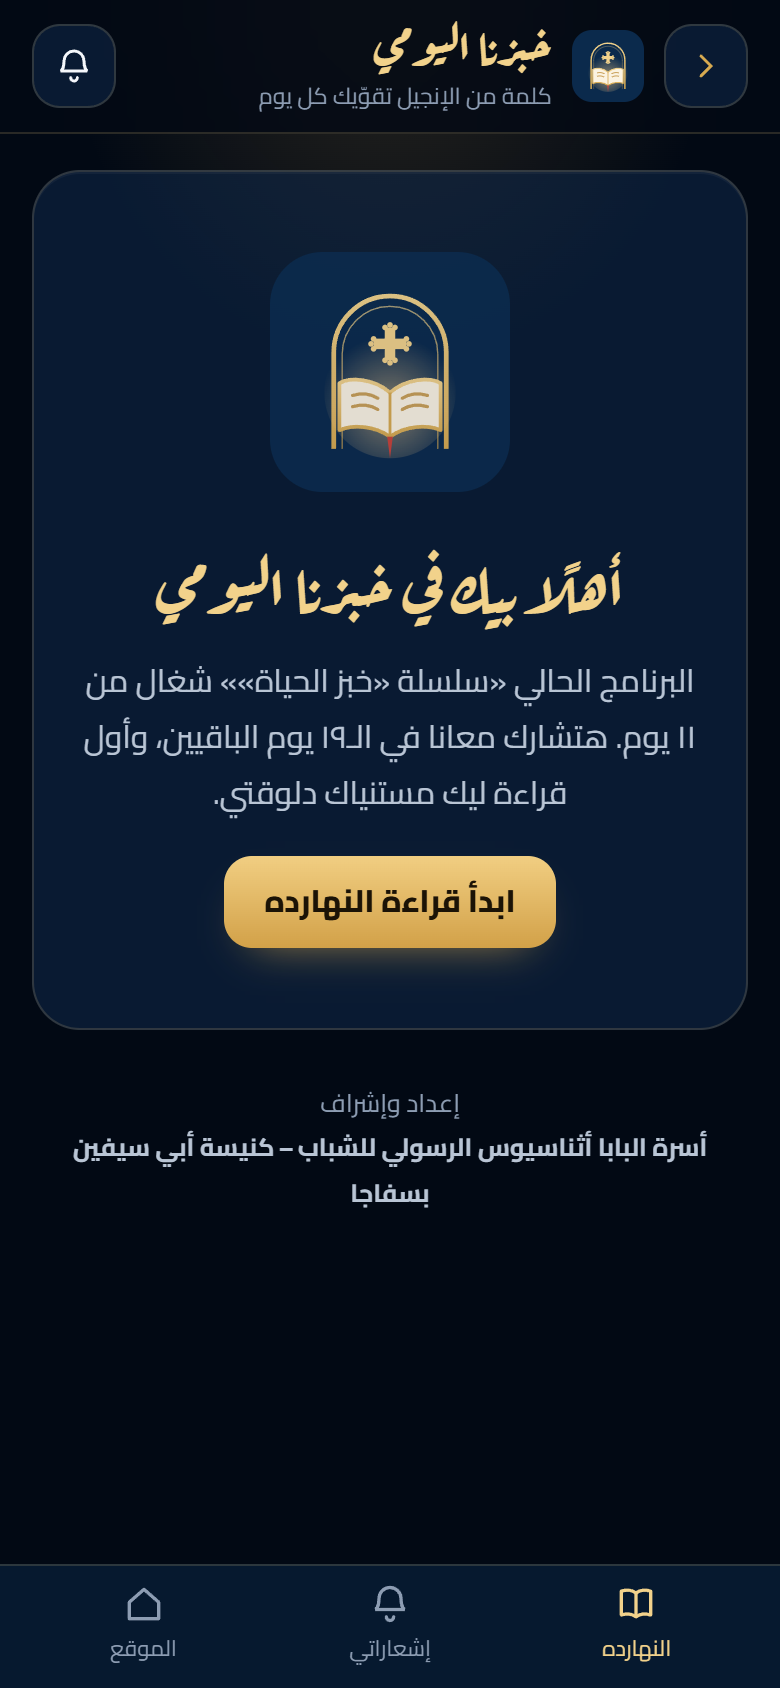 خبزنا اليومي
كلمة من الإنجيل تقوّيك كل يوم
أهلًا بيك في خبزنا اليومي
البرنامج الحالي «سلسلة «خبز الحياة»» شغال من
١١ يوم. هتشارك معانا في الـ١٩ يوم الباقيين، وأول
قراءة ليك مستنياك دلوقتي.
ابدأ قراءة النهارده
إعداد وإشراف
أسرة البابا أثناسيوس الرسولي للشباب – كنيسة أبي سيفين
بسفاجا
النهارده
إشعاراتي
الموقع